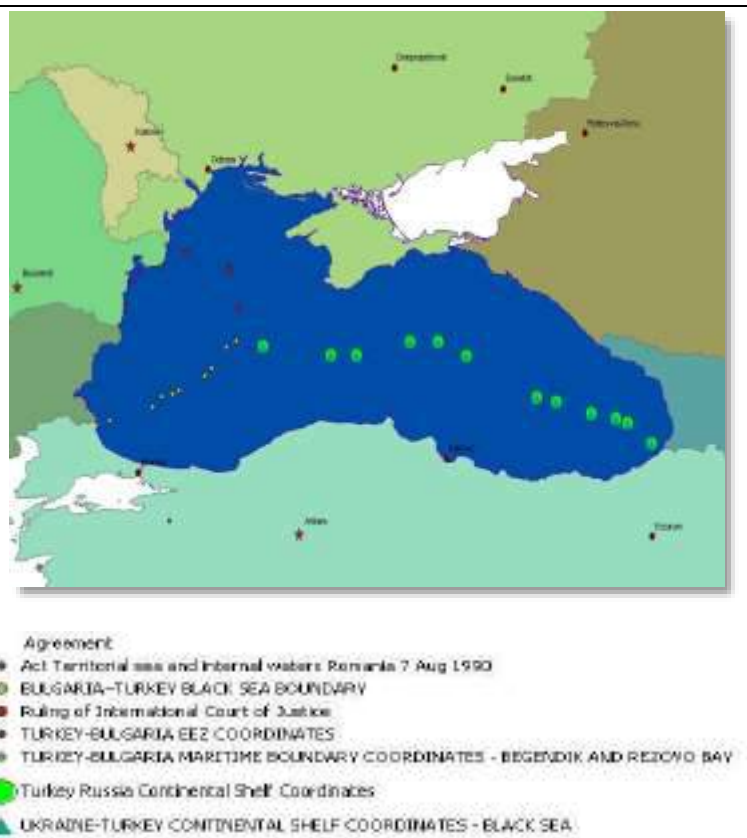 Odessa
Agreement
Act Territorial sea and internal waters Romania 7 Aug 1990
BULGARIA-TURKEY BLACK SEA BOUNDARY
Ruling of International Court of Justice
TURKEY-BULGARIA EEZ COORDINATES
TURKEY-BULGARIA MARITIME BOUNDARY COORDINATES - BEGENDIK AND REZOVO BAY
Turkey Russia Continental Shelf Coordinates
UKRAINE-TURKEY CONTINENTAL SHELF COORDINATES - BLACK SEA